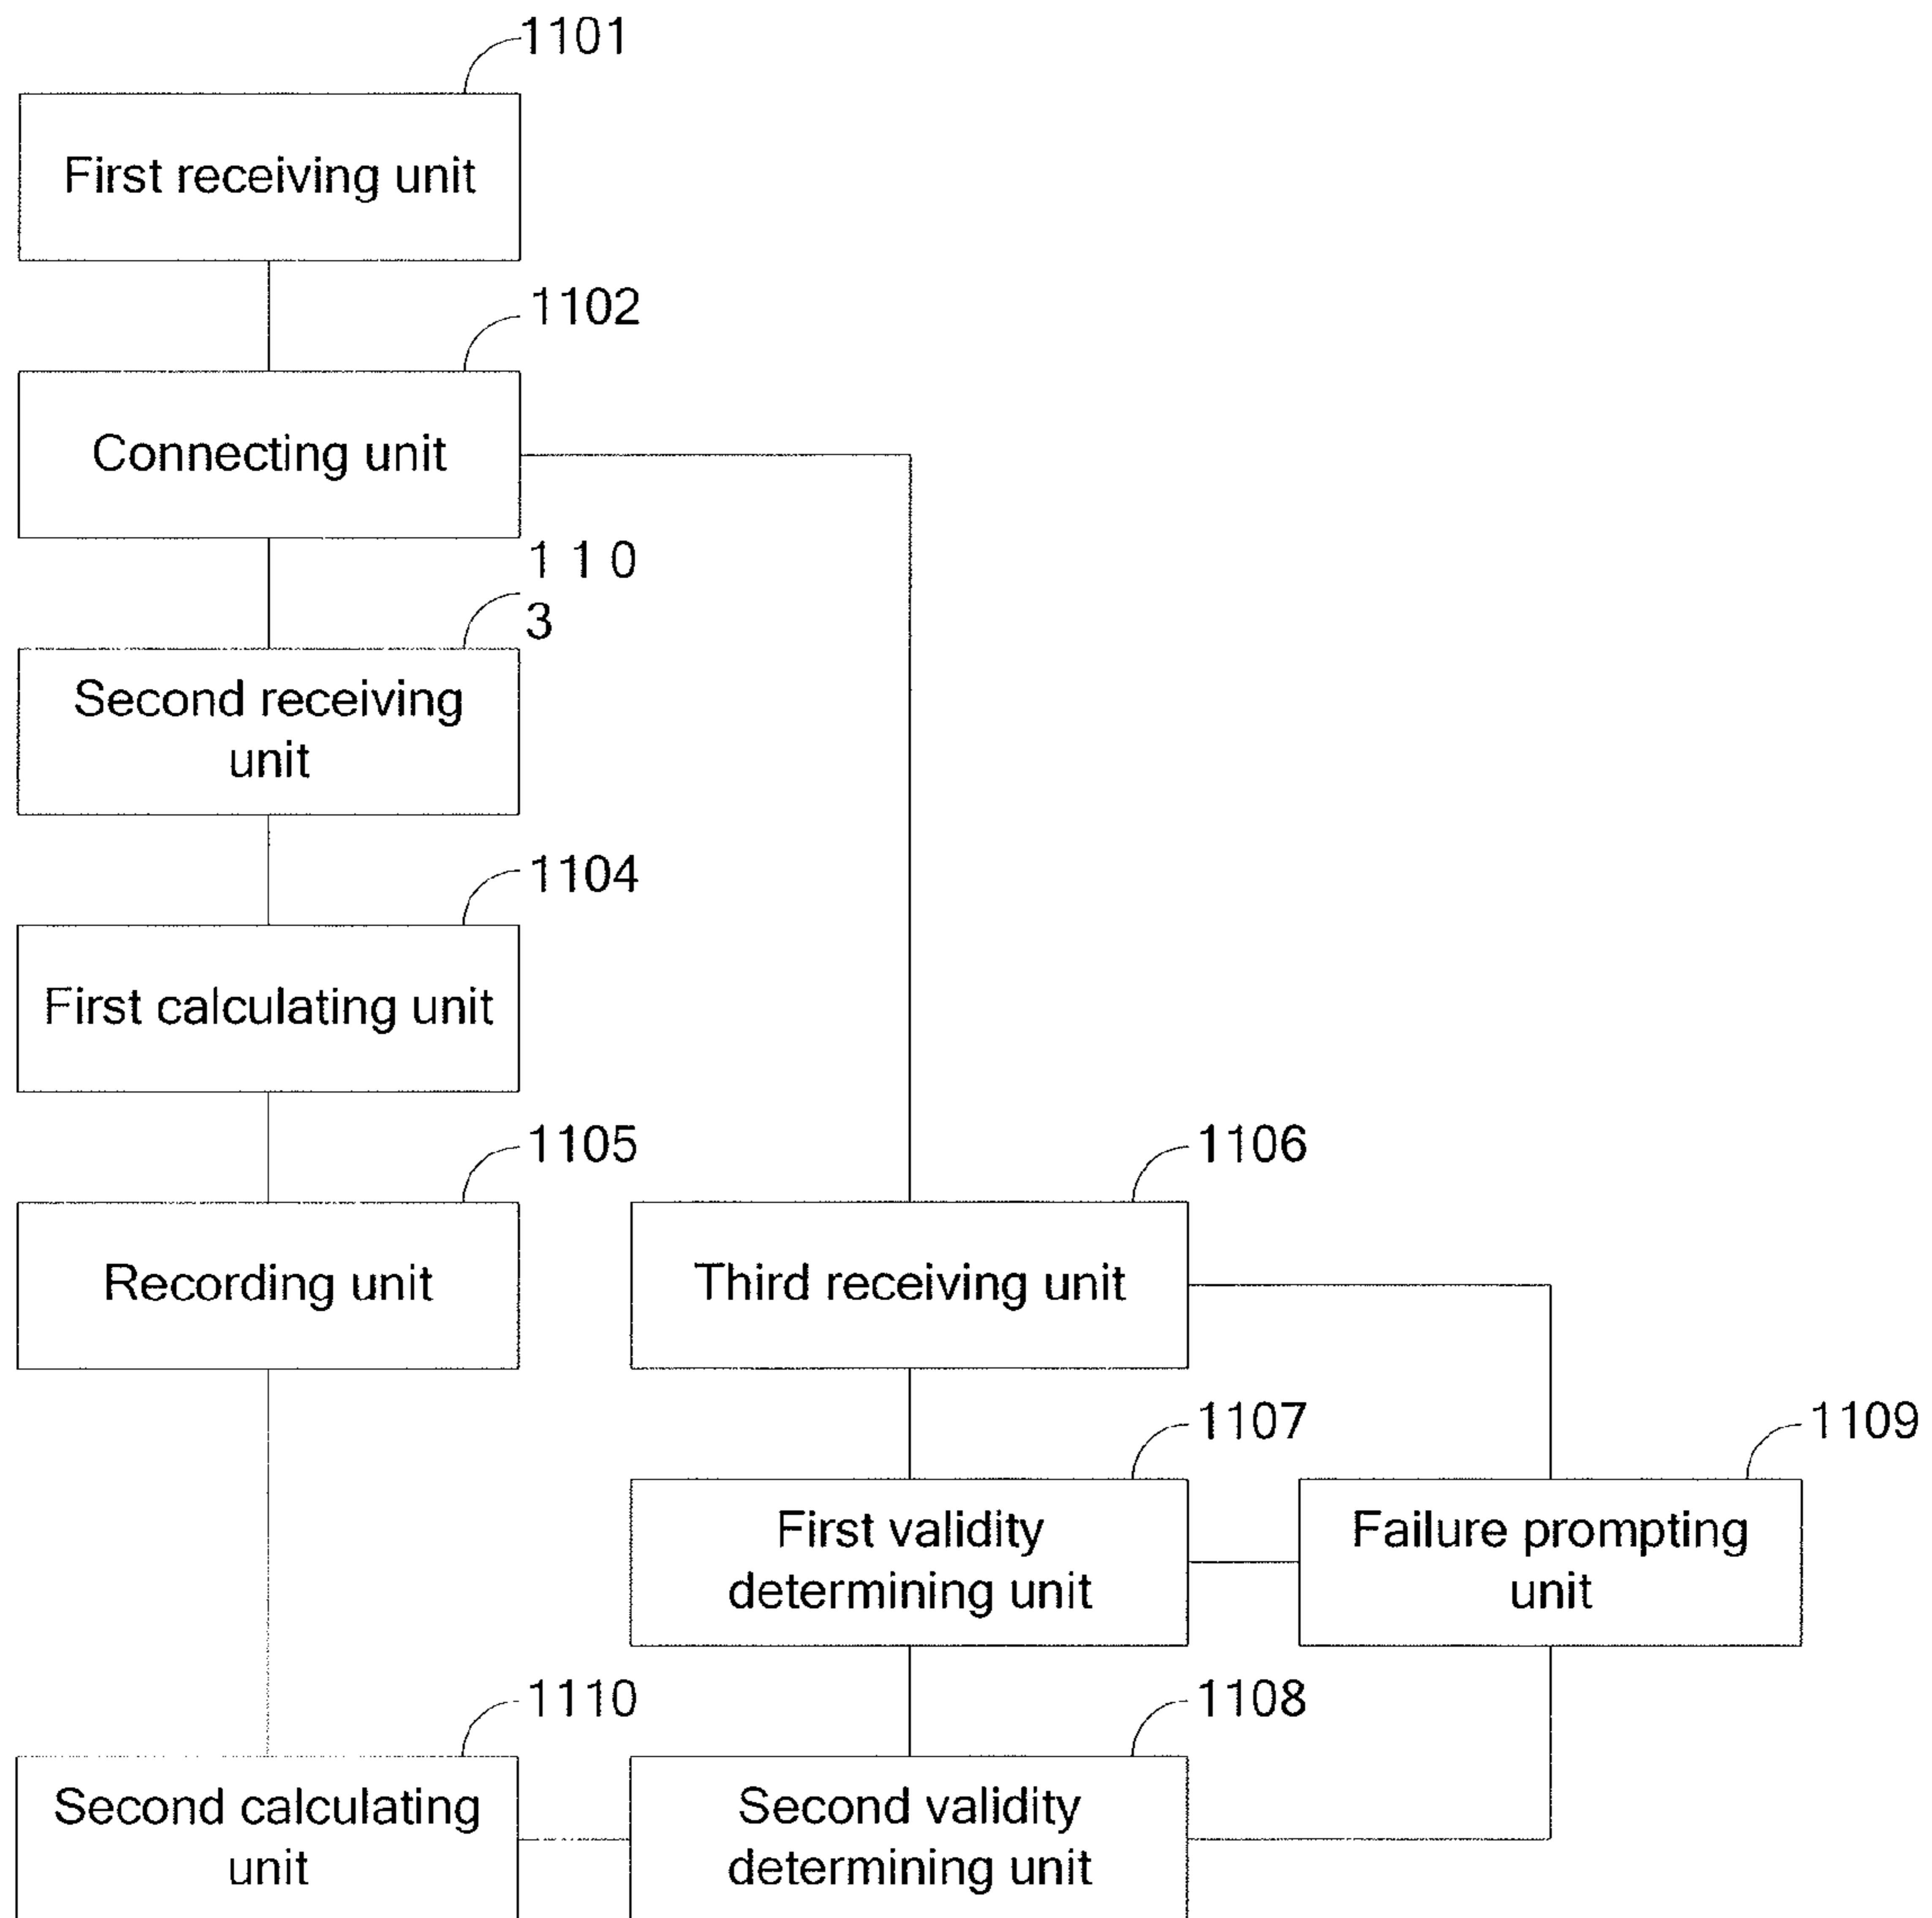 1101
First receiving unit
1102
Connecting unit
1 1 0
3
Second receiving
unit
1104
First calculating unit
1105
Recording unit
1106
Third receiving unit
1107
First validity
determining unit
1109
Failure prompting
unit
1110
Second calculating
unit
1108
Second validity
determining unit